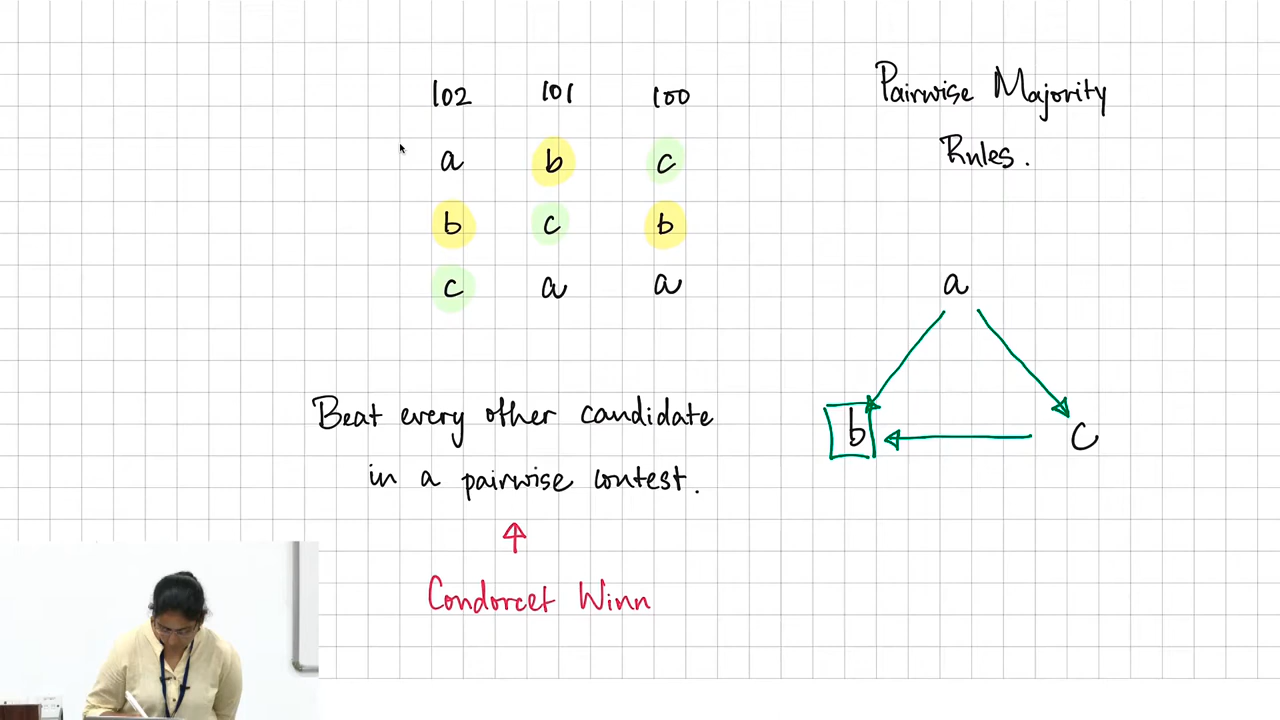 102 101 100
a b c
b c b
c a a
Beat every other candidate
in a pairwise contest.
Condorcet Winn
Pairwise Majority
Rules.
a
b c